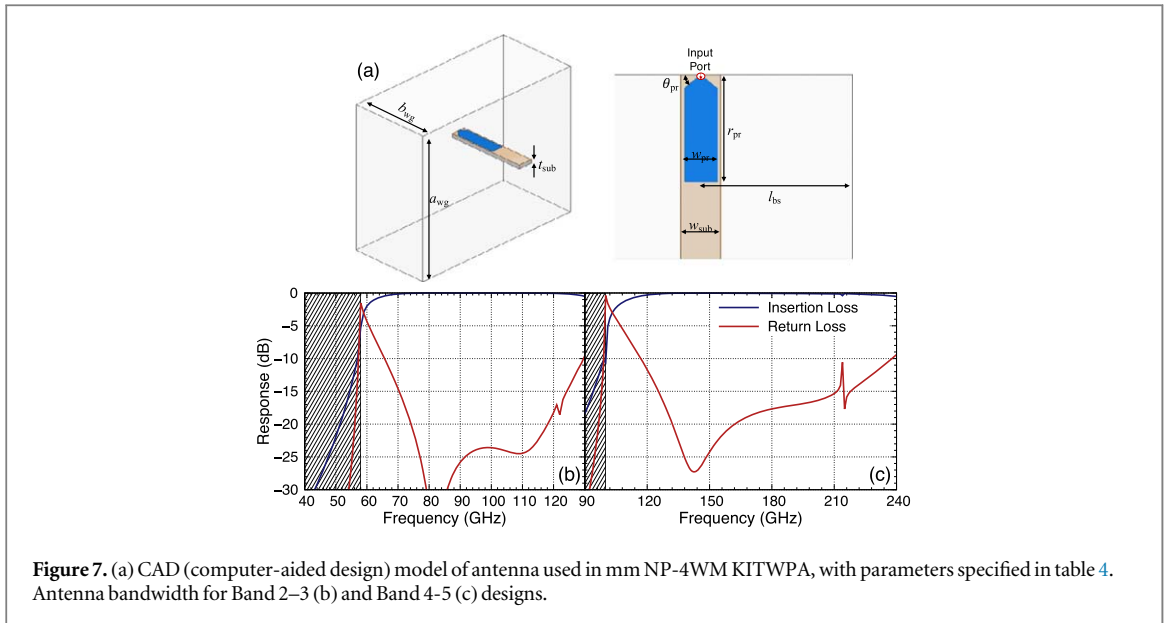 (a)
b_wg
a_wg
t_sub
Input
Port
θ_pr
r_pr
w_pr
l_bs
w_sub
Response (dB)
0
−5
−10
−15
−20
−25
−30
40 50 60 70 80 90 100 110 120
Frequency (GHz)
(b)
Insertion Loss
Return Loss
90 120 150 180 210 240
Frequency (GHz)
(c)
Figure 7. (a) CAD (computer-aided design) model of antenna used in mm NP-4WM KITWPA, with parameters specified in table 4.
Antenna bandwidth for Band 2–3 (b) and Band 4-5 (c) designs.